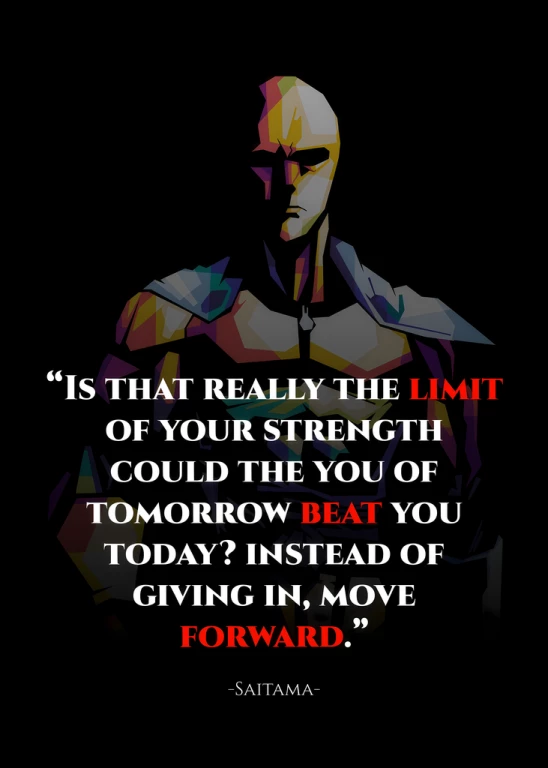 “Is that really the limit
of your strength
could the you of
tomorrow beat you
today? instead of
giving in, move
forward.”
-Saitama-